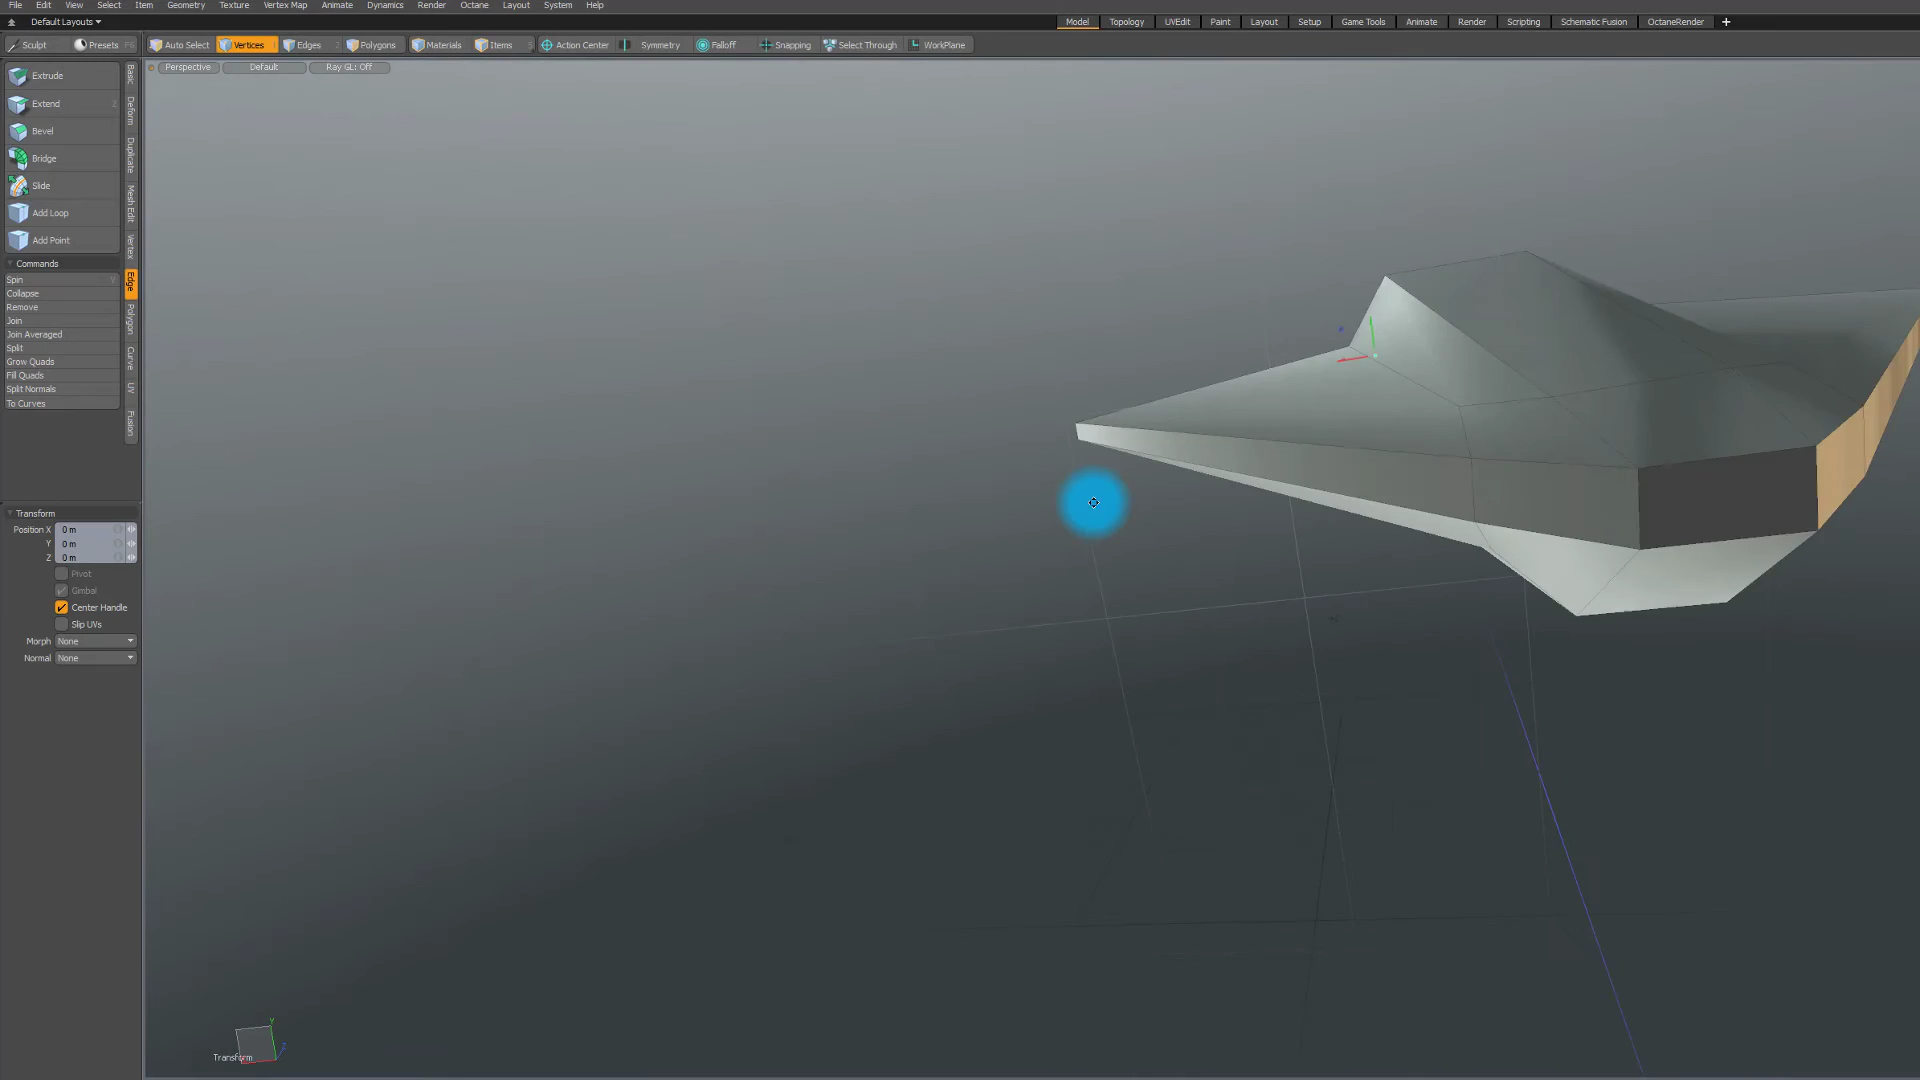 File Edit View Select Item Geometry Texture Vertex Map Animate Dynamics Render Octane Layout System Help
Default Layouts
Model Topology UVEdit Paint Layout Setup Game Tools Animate Render Scripting Schematic Fusion OctaneRender +
Sculpt Presets F6 Auto Select Vertices 1 Edges 2 Polygons Materials Items 5 Action Center Symmetry Falloff Snapping Select Through WorkPlane
Perspective Default Ray GL: Off
Extrude
Extend Z
Bevel
Bridge
Slide
Add Loop
Add Point
Commands
Spin Y
Collapse
Remove
Join
Join Averaged
Split
Grow Quads
Fill Quads
Split Normals
To Curves
Basic
Deform
Duplicate
Mesh Edit
Vertex
Edge
Polygon
Curve
UV
Fusion
Transform
Position X 0 m
Y 0 m
Z 0 m
Pivot
Gimbal
Center Handle
Slip UVs
Morph None
Normal None
Y
Z
Transform